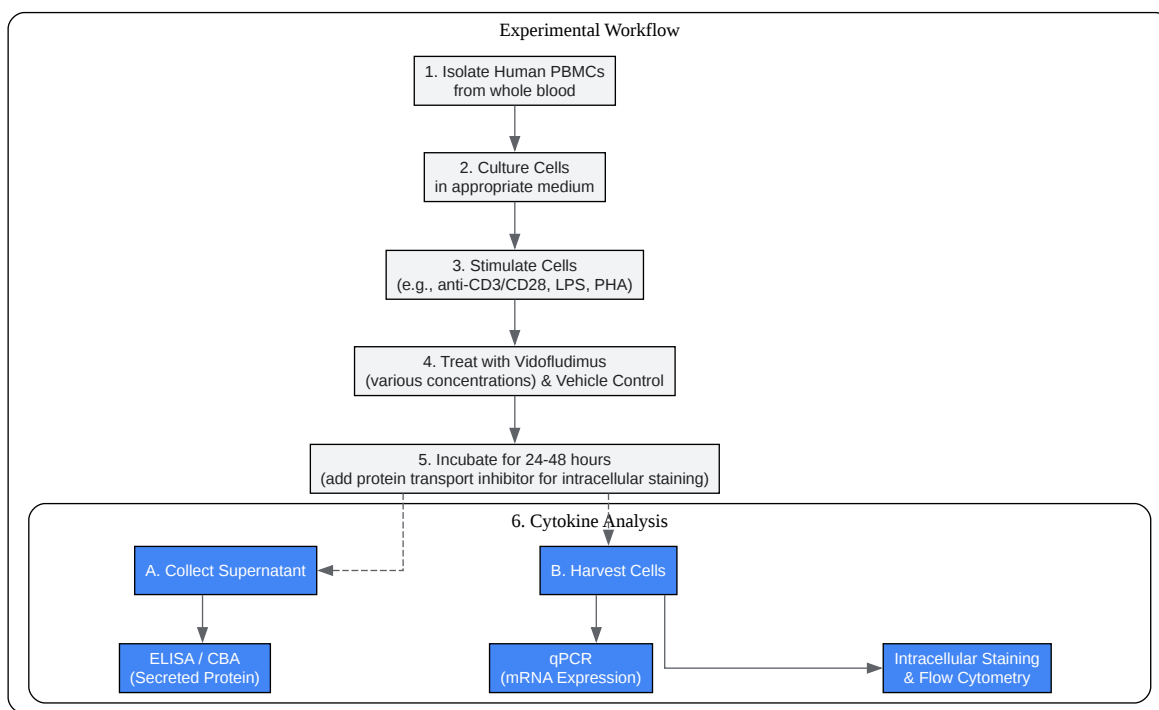 Experimental Workflow
1. Isolate Human PBMCs
from whole blood
2. Culture Cells
in appropriate medium
3. Stimulate Cells
(e.g., anti-CD3/CD28, LPS, PHA)
4. Treat with Vidofludimus
(various concentrations) & Vehicle Control
5. Incubate for 24-48 hours
(add protein transport inhibitor for intracellular staining)
6. Cytokine Analysis
A. Collect Supernatant
B. Harvest Cells
ELISA / CBA
(Secreted Protein)
qPCR
(mRNA Expression)
Intracellular Staining
& Flow Cytometry